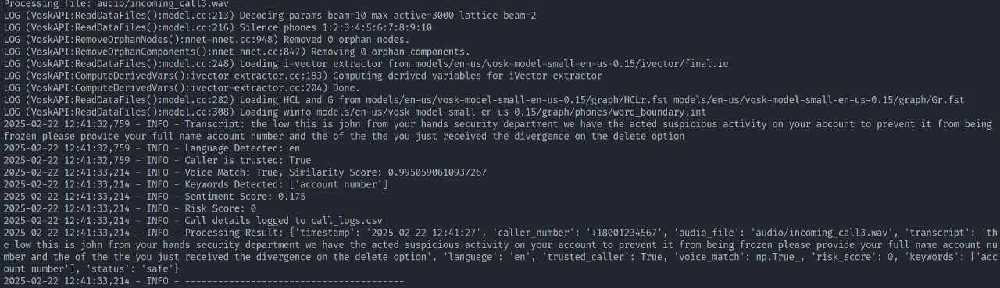 Processing file: audio/incoming_call3.wav
LOG (VoskAPI:ReadDataFiles():model.cc:213) Decoding params beam=10 max-active=3000 lattice-beam=2
LOG (VoskAPI:ReadDataFiles():model.cc:216) Silence phones 1:2:3:4:5:6:7:8:9:10
LOG (VoskAPI:RemoveOrphanNodes():nnet-nnet.cc:948) Removed 0 orphan nodes.
LOG (VoskAPI:RemoveOrphanComponents():nnet-nnet.cc:847) Removing 0 orphan components.
LOG (VoskAPI:ReadDataFiles():model.cc:248) Loading i-vector extractor from models/en-us/vosk-model-small-en-us-0.15/ivector/final.ie
LOG (VoskAPI:ComputeDerivedVars():ivector-extractor.cc:183) Computing derived variables for iVector extractor
LOG (VoskAPI:ComputeDerivedVars():ivector-extractor.cc:204) Done.
LOG (VoskAPI:ReadDataFiles():model.cc:282) Loading HCL and G from models/en-us/vosk-model-small-en-us-0.15/graph/HCLr.fst models/en-us/vosk-model-small-en-us-0.15/graph/Gr.fst
LOG (VoskAPI:ReadDataFiles():model.cc:308) Loading winfo models/en-us/vosk-model-small-en-us-0.15/graph/phones/word_boundary.int
2025-02-22 12:41:32,759 - INFO - Transcript: the low this is john from your hands security department we have the acted suspicious activity on your account to prevent it from being
frozen please provide your full name account number and the of the the you just received the divergence on the delete option
2025-02-22 12:41:32,759 - INFO - Language Detected: en
2025-02-22 12:41:32,759 - INFO - Caller is trusted: True
2025-02-22 12:41:33,214 - INFO - Voice Match: True, Similarity Score: 0.9950590610937267
2025-02-22 12:41:33,214 - INFO - Keywords Detected: ['account number']
2025-02-22 12:41:33,214 - INFO - Sentiment Score: 0.175
2025-02-22 12:41:33,214 - INFO - Risk Score: 0
2025-02-22 12:41:33,214 - INFO - Call details logged to call_logs.csv
2025-02-22 12:41:33,214 - INFO - Processing Result: {'timestamp': '2025-02-22 12:41:27', 'caller_number': '+18001234567', 'audio_file': 'audio/incoming_call3.wav', 'transcript': 'th
e low this is john from your hands security department we have the acted suspicious activity on your account to prevent it from being frozen please provide your full name account nu
mber and the of the the you just received the divergence on the delete option', 'language': 'en', 'trusted_caller': True, 'voice_match': np.True_, 'risk_score': 0, 'keywords': ['acc
ount number'], 'status': 'safe'}
2025-02-22 12:41:33,214 - INFO - ----------------------------------------